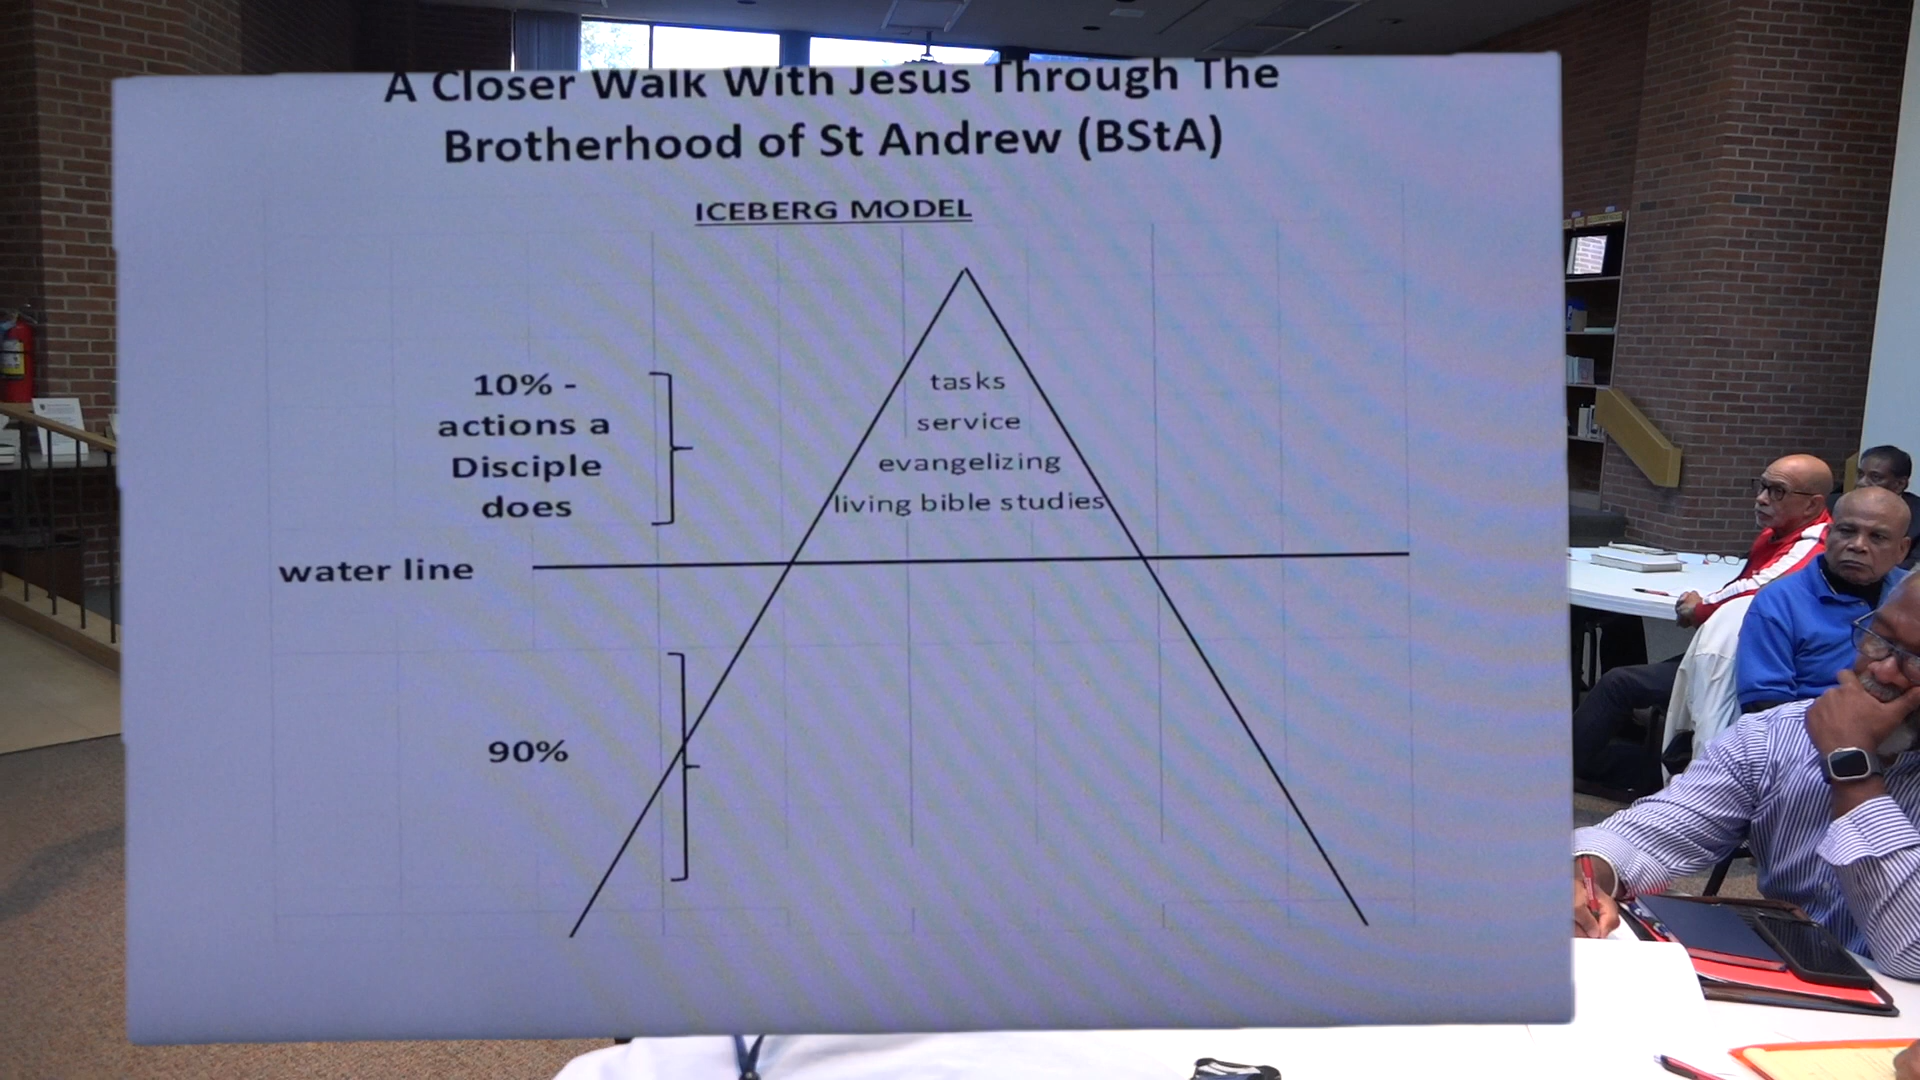 A Closer Walk With Jesus Through The
Brotherhood of St Andrew (BStA)
ICEBERG MODEL
10% -
actions a
Disciple
does
tasks
service
evangelizing
living bible studies
water line
90%